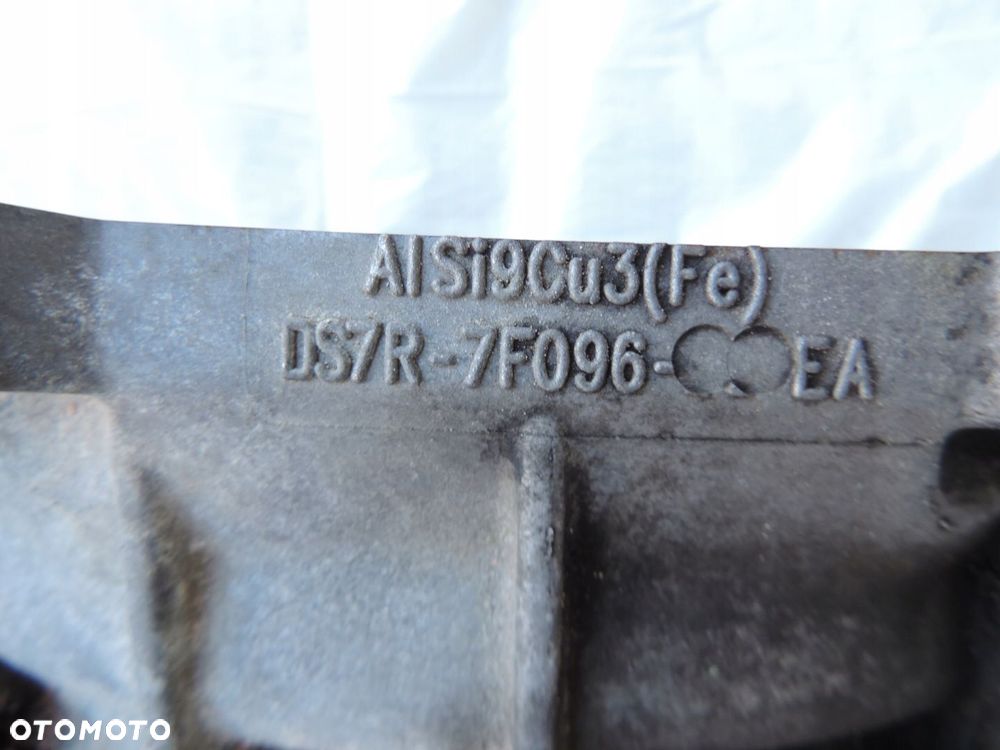 AlSi9Cu3(Fe)
DS7R-7F096-EA
OTOMOTO